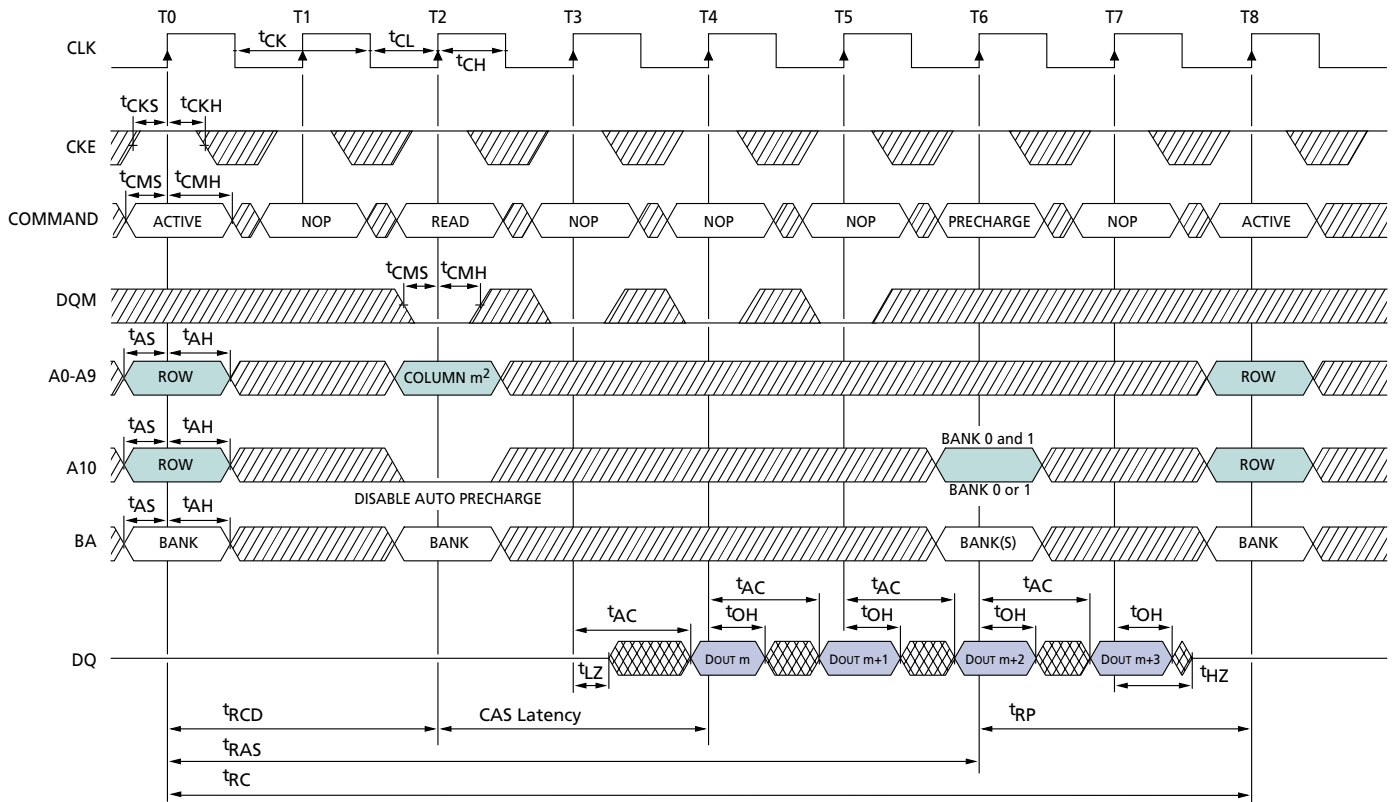 T0 T1 T2 T3 T4 T5 T6 T7 T8
CLK tCK tCL tCH
tCKS tCKH
CKE
tCMS tCMH
COMMAND ACTIVE NOP READ NOP NOP NOP PRECHARGE NOP ACTIVE
tCMS tCMH
DQM
tAS tAH
A0-A9 ROW COLUMN m² ROW
tAS tAH BANK 0 and 1
A10 ROW ROW
DISABLE AUTO PRECHARGE BANK 0 or 1
tAS tAH
BA BANK BANK BANK(S) BANK
tAC tAC tAC tAC
tOH tOH tOH tOH
DQ DOUT m DOUT m+1 DOUT m+2 DOUT m+3
tLZ tHZ
tRCD CAS Latency tRP
tRAS
tRC